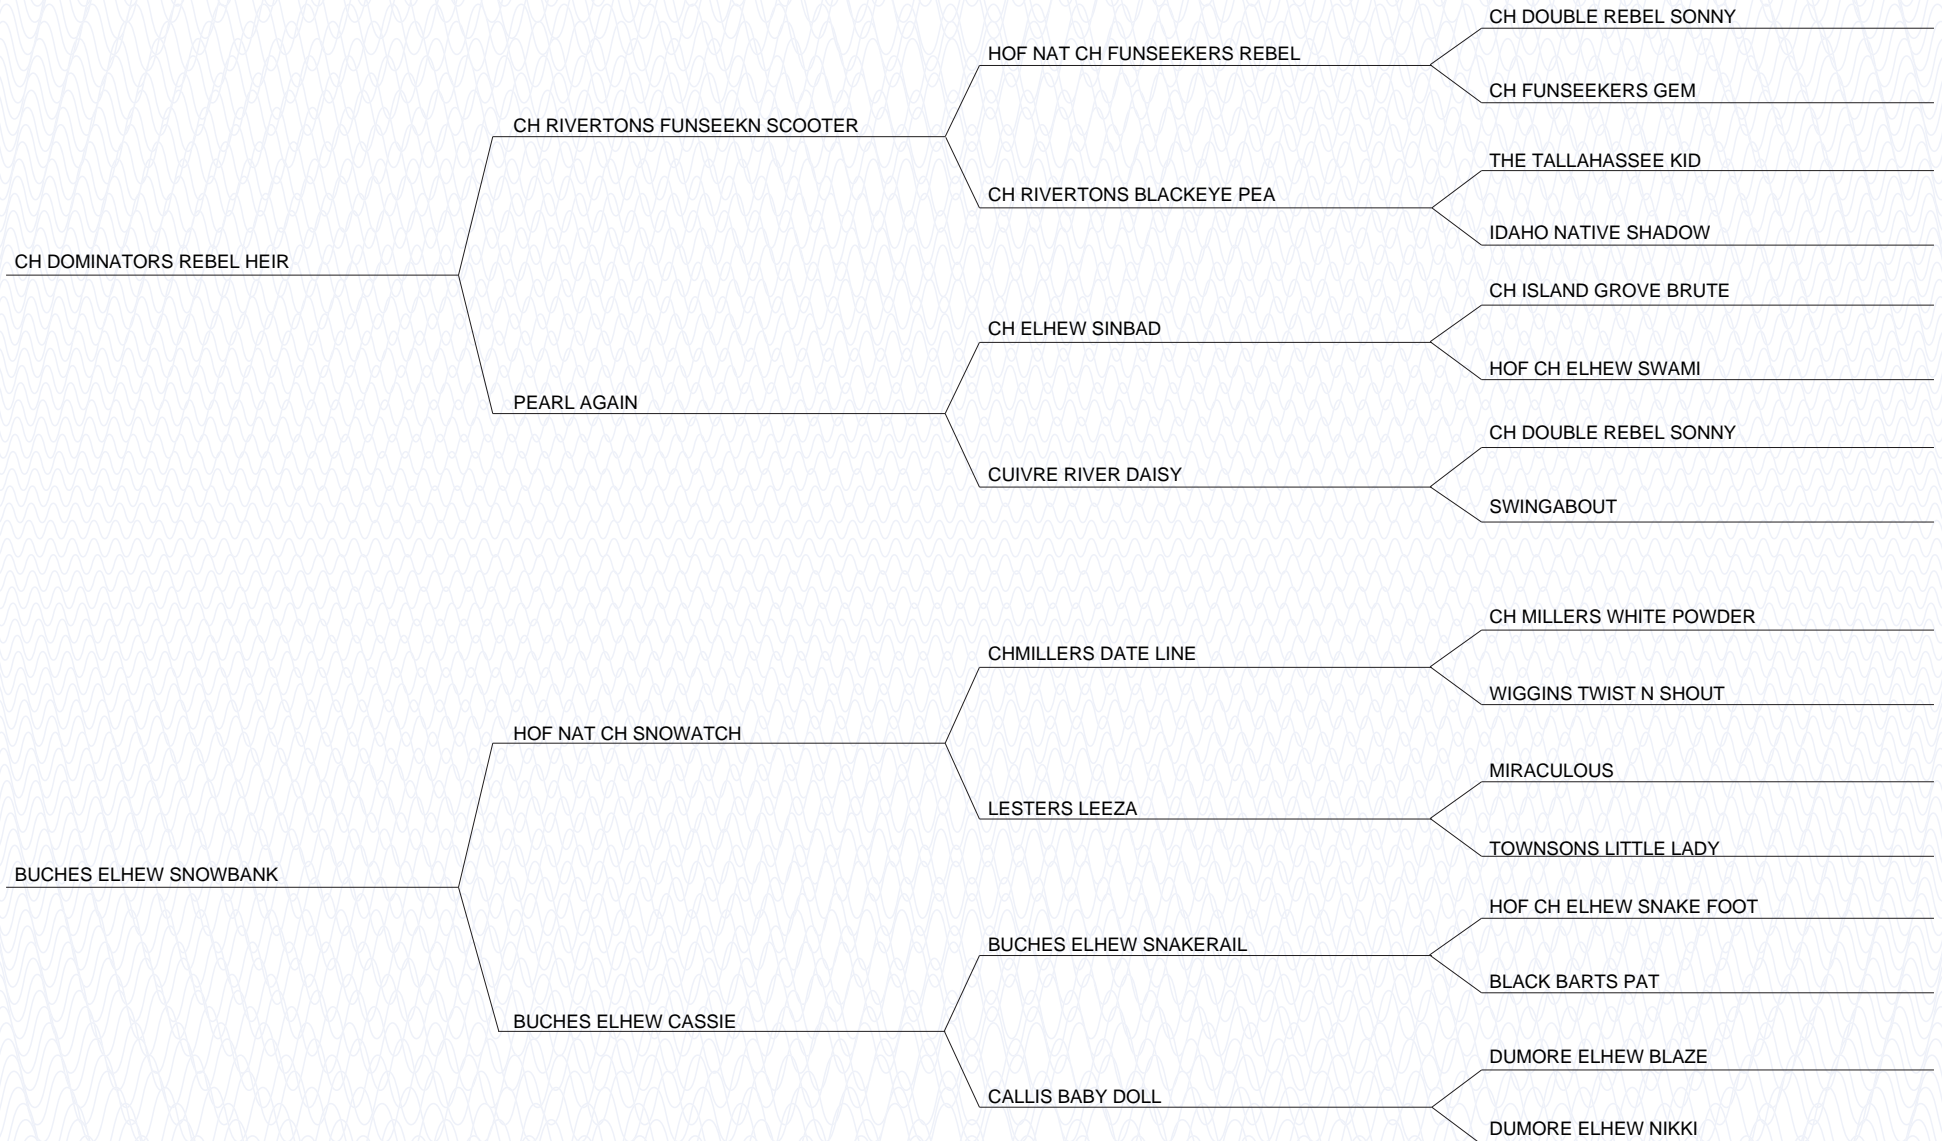 CH DOUBLE REBEL SONNY
HOF NAT CH FUNSEEKERS REBEL
CH FUNSEEKERS GEM
CH RIVERTONS FUNSEEKN SCOOTER
THE TALLAHASSEE KID
CH RIVERTONS BLACKEYE PEA
IDAHO NATIVE SHADOW
CH DOMINATORS REBEL HEIR
CH ISLAND GROVE BRUTE
CH ELHEW SINBAD
HOF CH ELHEW SWAMI
PEARL AGAIN
CH DOUBLE REBEL SONNY
CUIVRE RIVER DAISY
SWINGABOUT
CH MILLERS WHITE POWDER
CHMILLERS DATE LINE
WIGGINS TWIST N SHOUT
HOF NAT CH SNOWATCH
MIRACULOUS
LESTERS LEEZA
TOWNSONS LITTLE LADY
BUCHES ELHEW SNOWBANK
HOF CH ELHEW SNAKE FOOT
BUCHES ELHEW SNAKERAIL
BLACK BARTS PAT
BUCHES ELHEW CASSIE
DUMORE ELHEW BLAZE
CALLIS BABY DOLL
DUMORE ELHEW NIKKI